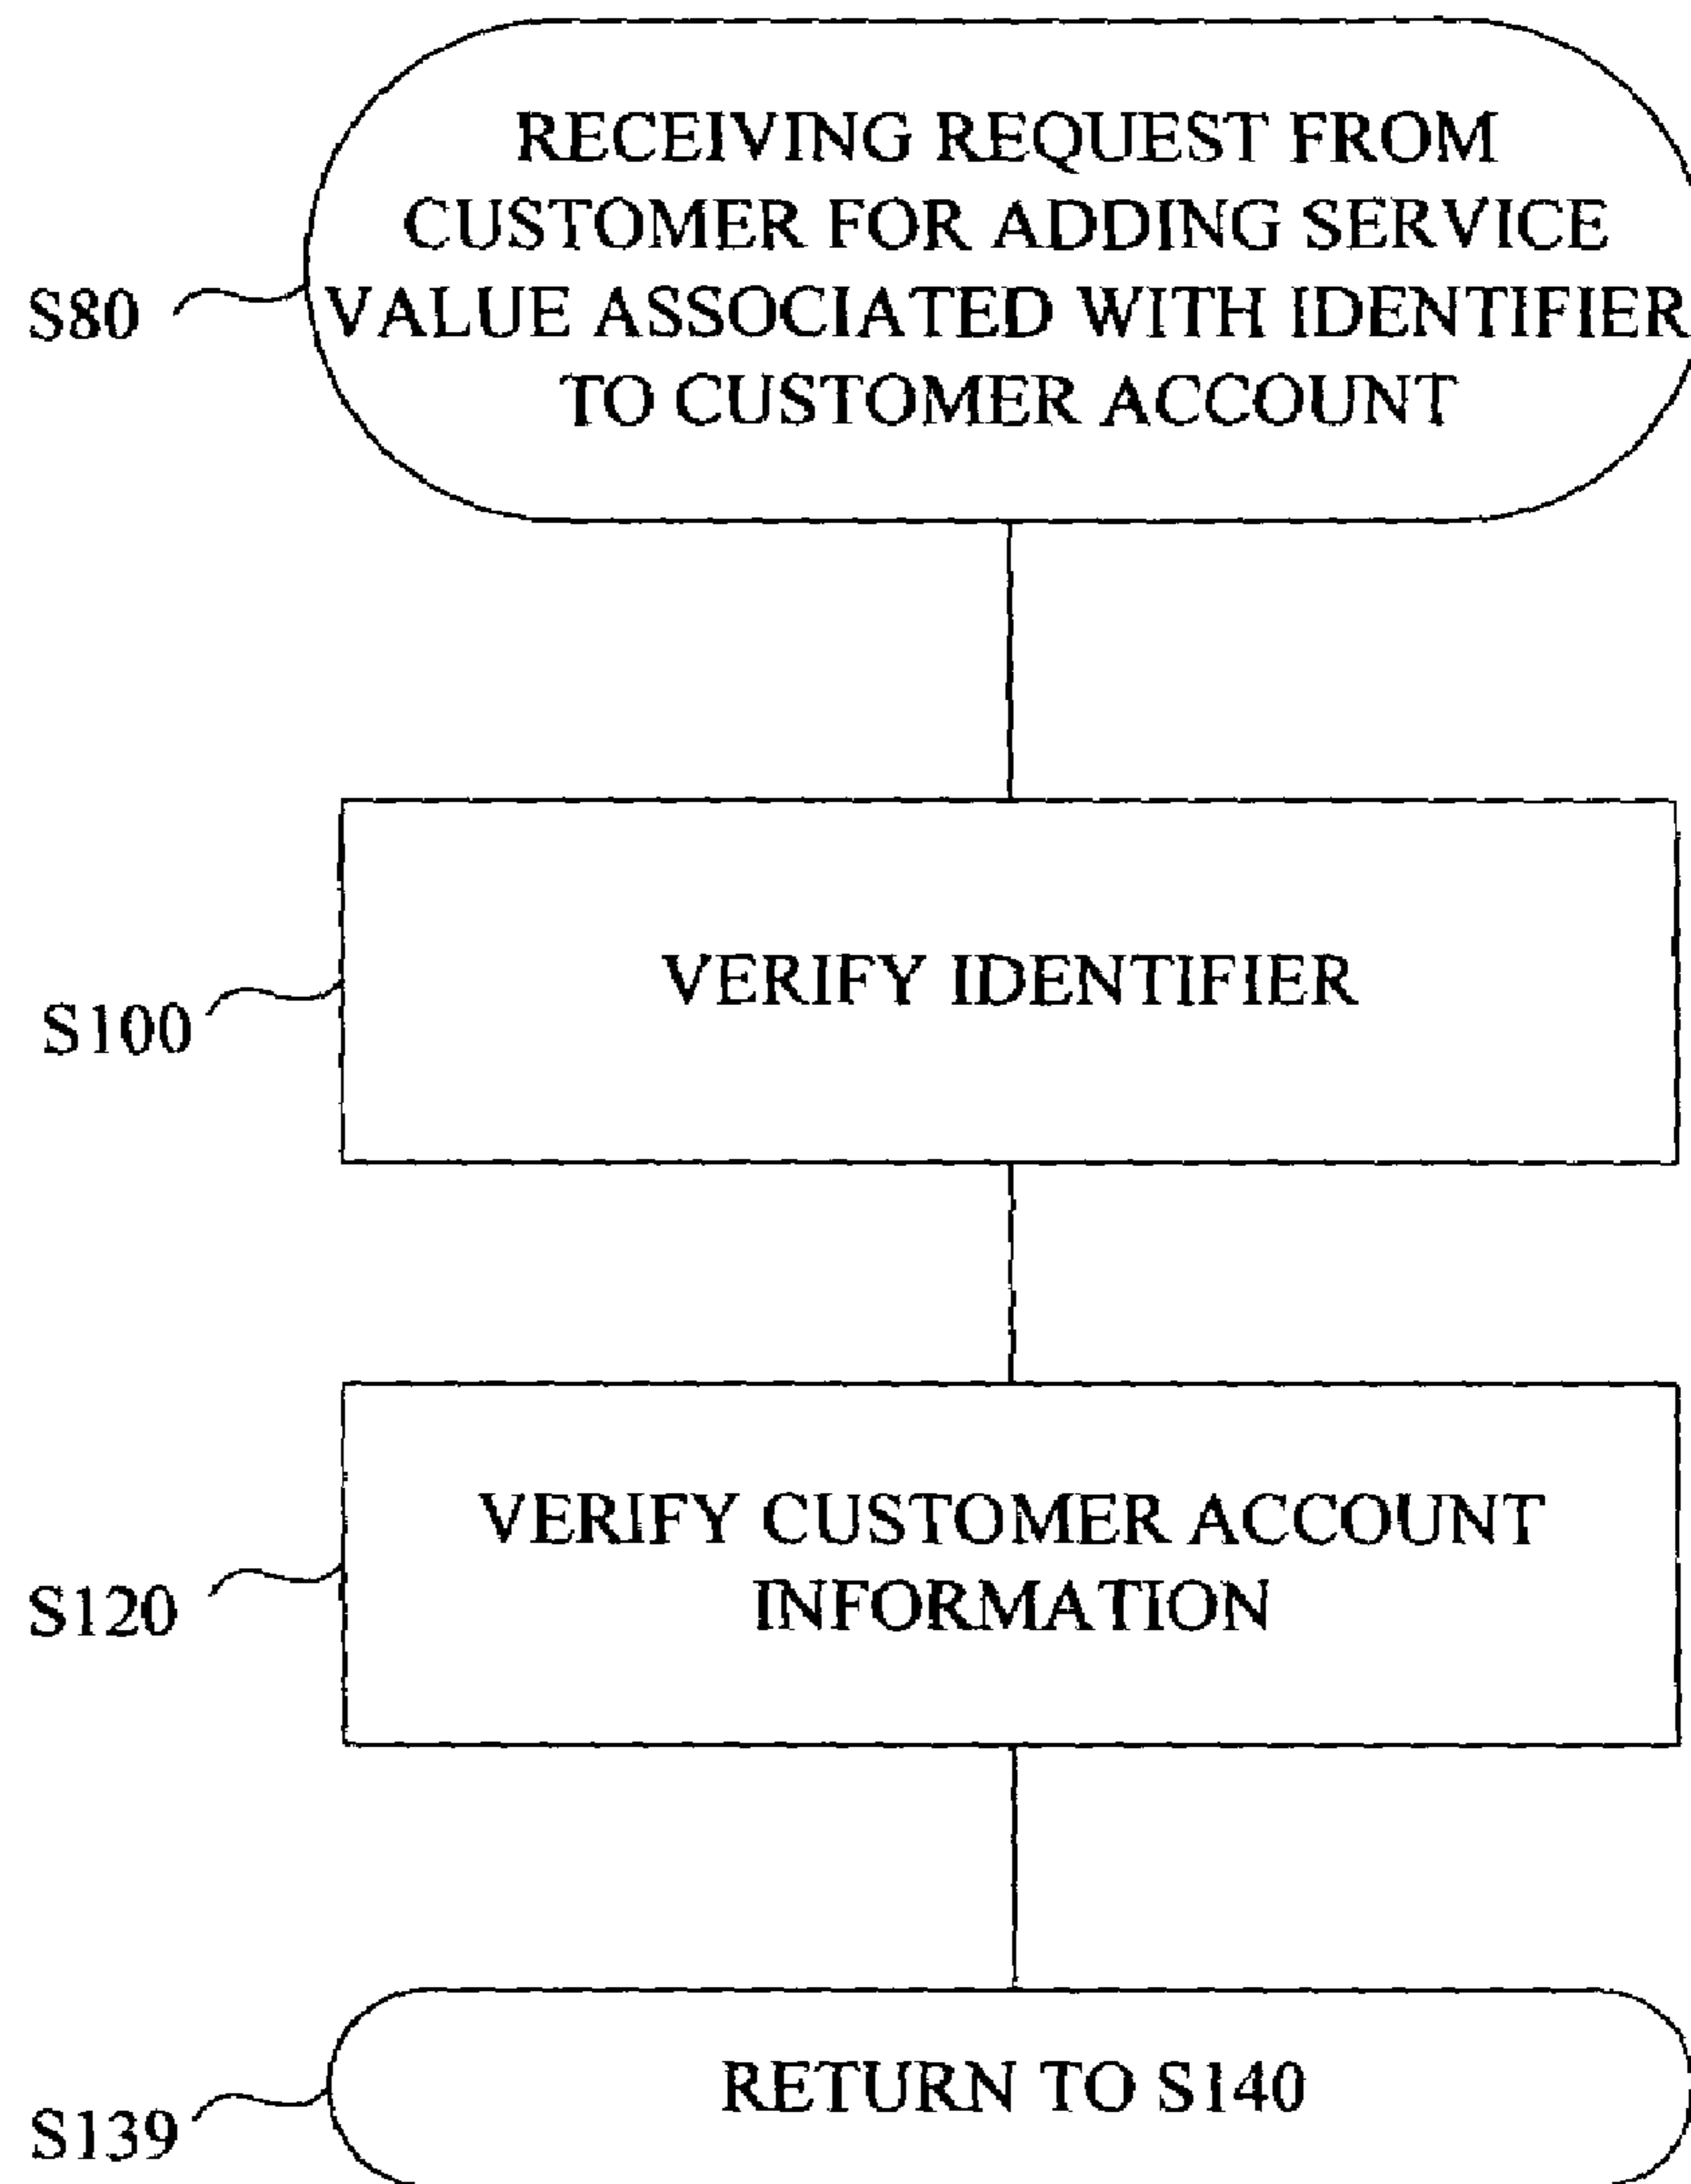 RECEIVING REQUEST FROM
CUSTOMER FOR ADDING SERVICE
S80
VALUE ASSOCIATED WITH IDENTIFIER
TO CUSTOMER ACCOUNT
VERIFY IDENTIFIER
S100
VERIFY CUSTOMER ACCOUNT
INFORMATION
S120
RETURN TO S140
S139